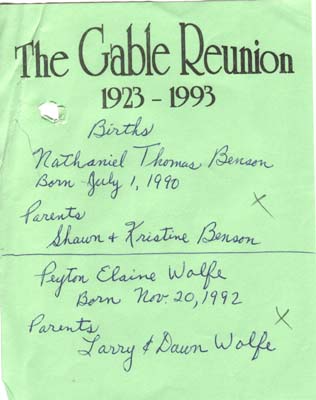 The Gable Reunion
1923 - 1993
Births
Nathaniel Thomas Benson
Born July 1, 1990
Parents
Shawn & Kristine Benson
Peyton Elaine Wolfe
Born Nov. 20, 1992
Parents
Larry & Dawn Wolfe